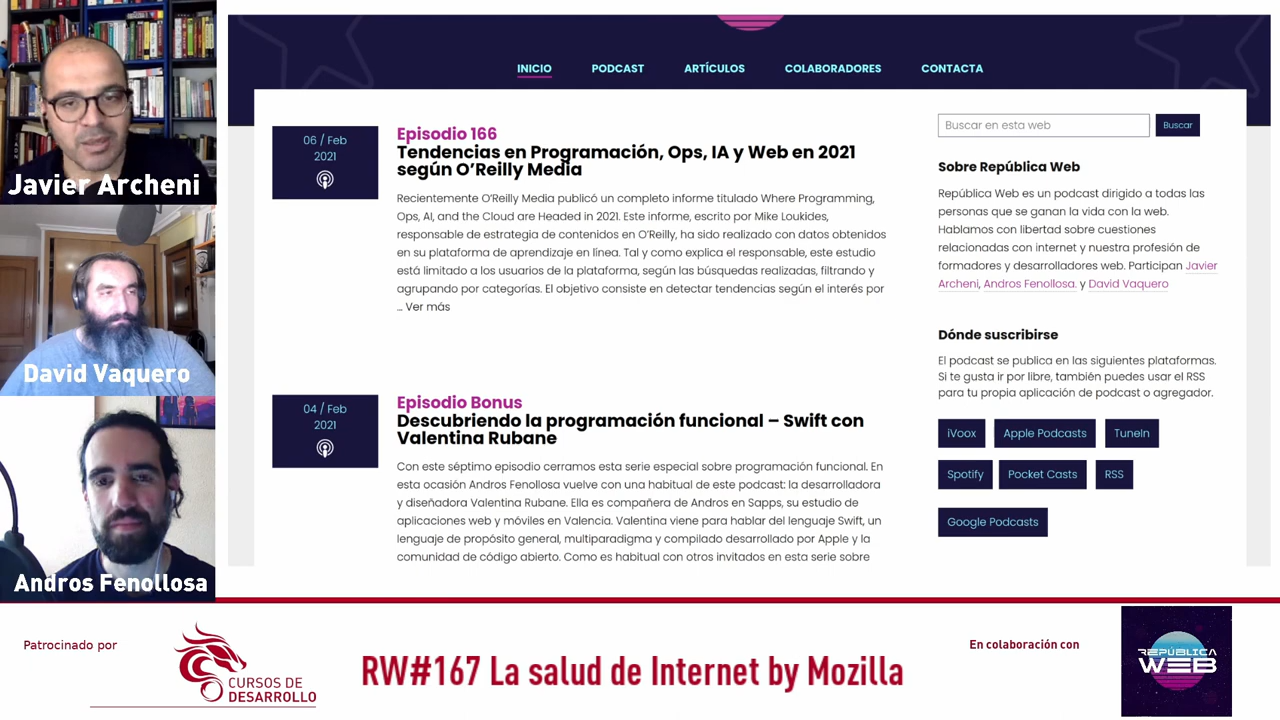 Javier Archeni
David Vaquero
Andros Fenollosa
INICIO
PODCAST
ARTÍCULOS
COLABORADORES
CONTACTA
06 / Feb
2021
Episodio 166
Tendencias en Programación, Ops, IA y Web en 2021
según O’Reilly Media
Recientemente O’Reilly Media publicó un completo informe titulado Where Programming,
Ops, AI, and the Cloud are Headed in 2021. Este informe, escrito por Mike Loukides,
responsable de estrategia de contenidos en O’Reilly, ha sido realizado con datos obtenidos
en su plataforma de aprendizaje en línea. Tal y como explica el responsable, este estudio
está limitado a los usuarios de la plataforma, según las búsquedas realizadas, filtrando y
agrupando por categorías. El objetivo consiste en detectar tendencias según el interés por
... Ver más
04 / Feb
2021
Episodio Bonus
Descubriendo la programación funcional – Swift con
Valentina Rubane
Con este séptimo episodio cerramos esta serie especial sobre programación funcional. En
esta ocasión Andros Fenollosa vuelve con una habitual de este podcast: la desarrolladora
y diseñadora Valentina Rubane. Ella es compañera de Andros en Sapps, su estudio de
aplicaciones web y móviles en Valencia. Valentina viene para hablar del lenguaje Swift, un
lenguaje de propósito general, multiparadigma y compilado desarrollado por Apple y la
comunidad de código abierto. Como es habitual con otros invitados en esta serie sobre
Buscar en esta web
Buscar
Sobre República Web
República Web es un podcast dirigido a todas las
personas que se ganan la vida con la web.
Hablamos con libertad sobre cuestiones
relacionadas con internet y nuestra profesión de
formadores y desarrolladores web. Participan Javier
Archeni, Andros Fenollosa. y David Vaquero
Dónde suscribirse
El podcast se publica en las siguientes plataformas.
Si te gusta ir por libre, también puedes usar el RSS
para tu propia aplicación de podcast o agregador.
iVoox
Apple Podcasts
TuneIn
Spotify
Pocket Casts
RSS
Google Podcasts
Patrocinado por
CURSOS DE
DESARROLLO
RW#167 La salud de Internet by Mozilla
En colaboración con
REPÚBLICA
WEB